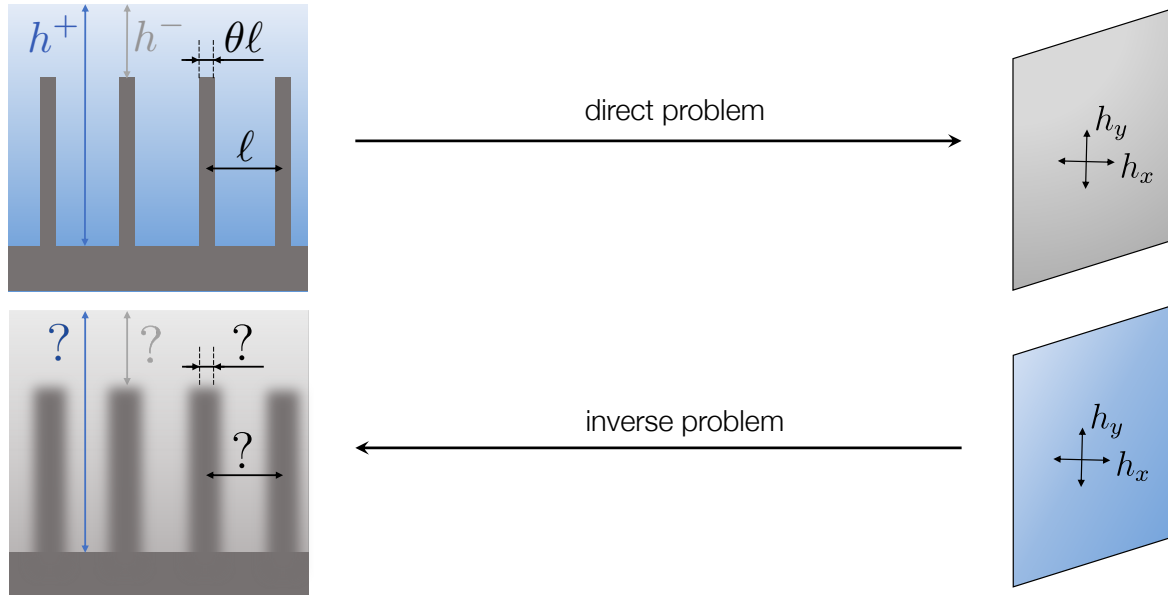 h⁺ h⁻ θℓ
ℓ
direct problem
h_y
h_x
? ? ?
?
inverse problem
h_y
h_x